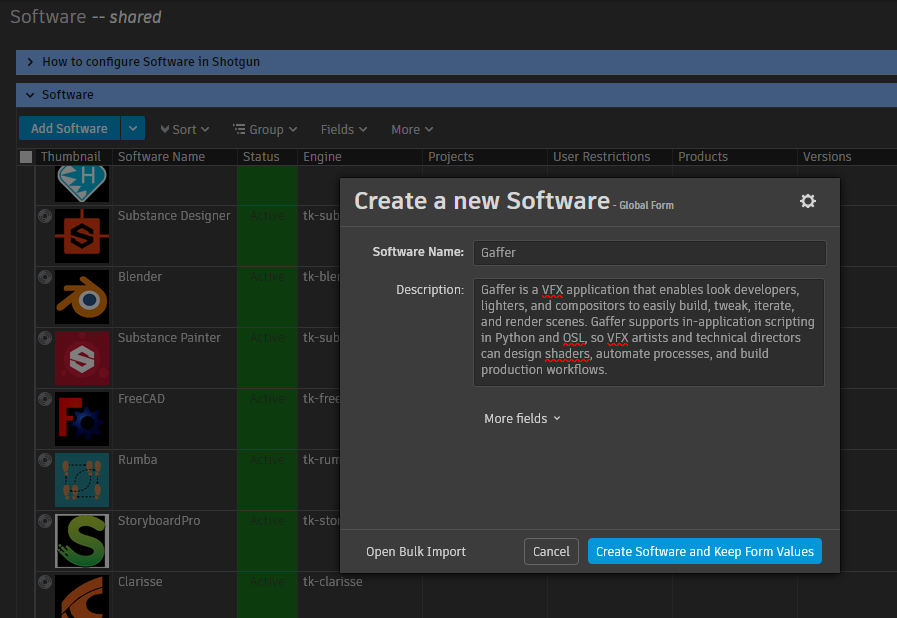 Software -- shared
How to configure Software in Shotgun
Software
Add Software Sort Group Fields More
Thumbnail Software Name Status Engine Projects User Restrictions Products Versions
H
Substance Designer Active tk-sub
Blender Active tk-ble
Substance Painter Active tk-sub
FreeCAD Active tk-free
Rumba Active tk-rum
StoryboardPro Active tk-sto
Clarisse Active tk-clarisse
Create a new Software - Global Form
Software Name: Gaffer
Description: Gaffer is a VFX application that enables look developers,
lighters, and compositors to easily build, tweak, iterate,
and render scenes. Gaffer supports in-application scripting
in Python and OSL, so VFX artists and technical directors
can design shaders, automate processes, and build
production workflows.
More fields
Open Bulk Import Cancel Create Software and Keep Form Values